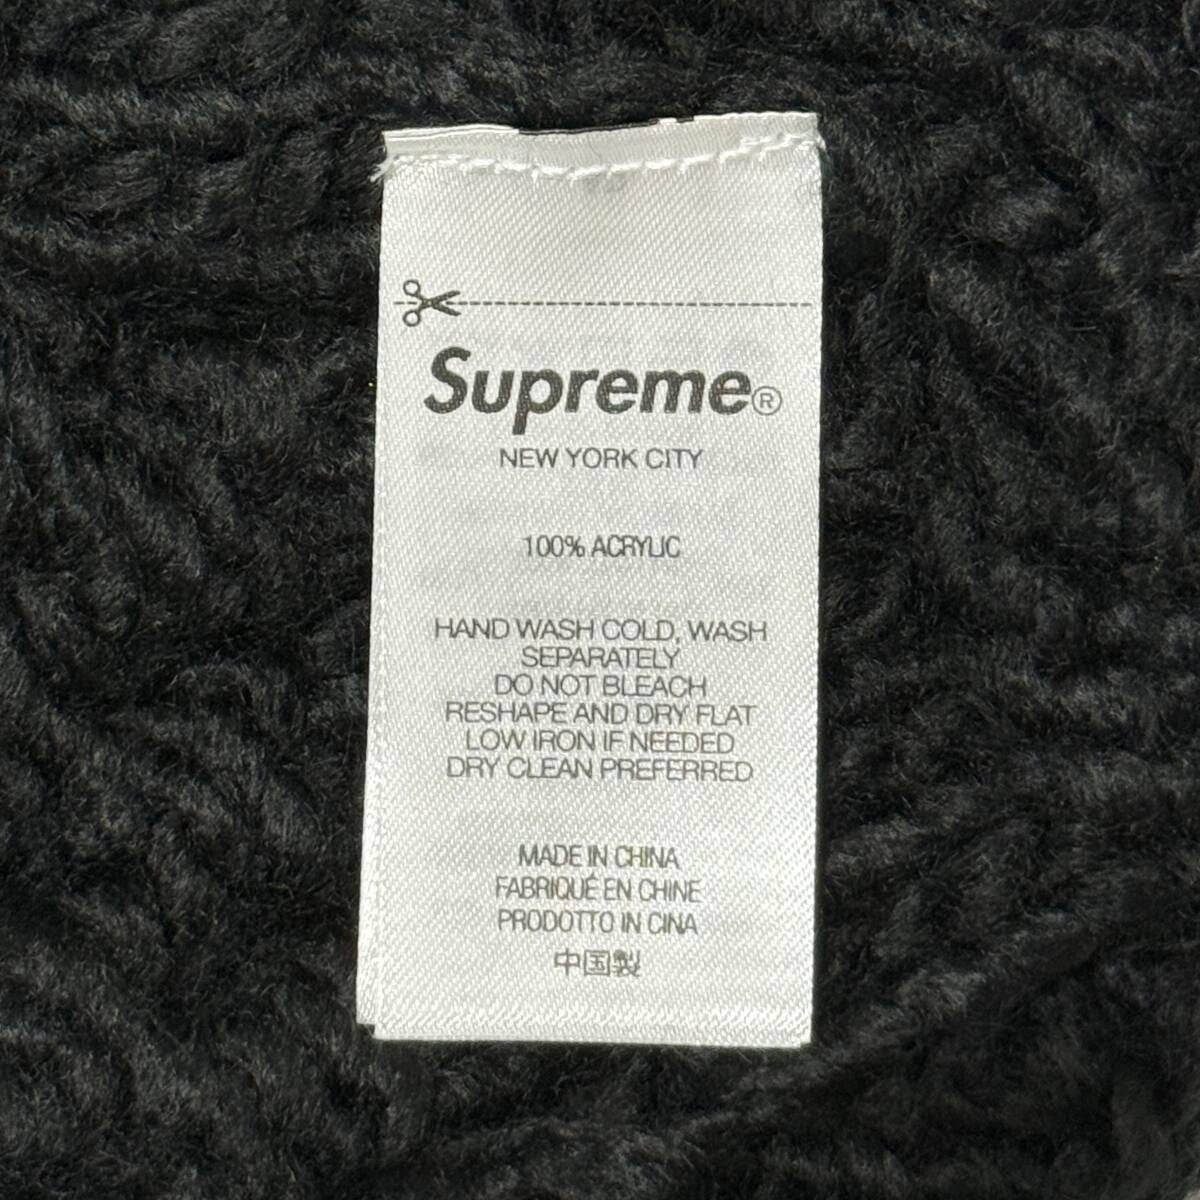 Supreme®
NEW YORK CITY
100% ACRYLIC
HAND WASH COLD, WASH
SEPARATELY
DO NOT BLEACH
RESHAPE AND DRY FLAT
LOW IRON IF NEEDED
DRY CLEAN PREFERRED
MADE IN CHINA
FABRIQUÉ EN CHINE
PRODOTTO IN CINA
中国製